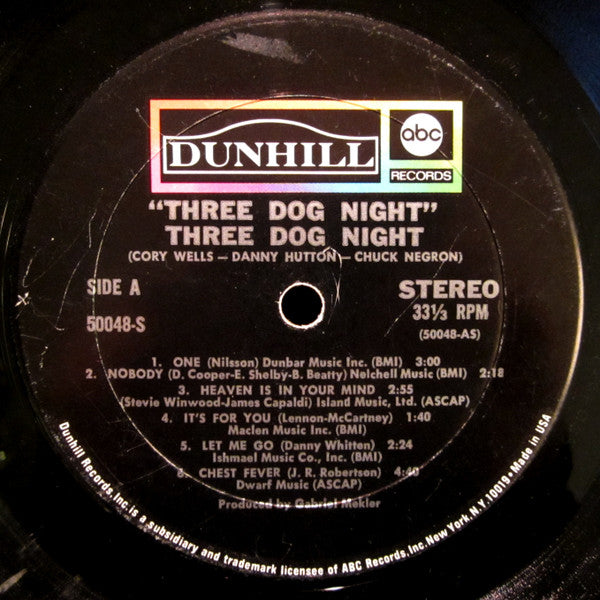 DUNHILL
abc
RECORDS
"THREE DOG NIGHT"
THREE DOG NIGHT
(CORY WELLS — DANNY HUTTON — CHUCK NEGRON)
SIDE A
STEREO
50048-S
33⅓ RPM
(50048-AS)
1. ONE (Nilsson) Dunbar Music Inc. (BMI) 3:00
2. NOBODY (D. Cooper-E. Shelby-B. Beatty) Nelchell Music (BMI) 2:18
3. HEAVEN IS IN YOUR MIND 2:55
(Stevie Winwood-James Capaldi) Island Music, Ltd. (ASCAP)
4. IT'S FOR YOU (Lennon-McCartney) 1:40
Maclen Music Inc. (BMI)
5. LET ME GO (Danny Whitten) 2:24
Ishmael Music Co., Inc. (BMI)
6. CHEST FEVER (J. R. Robertson) 4:40
Dwarf Music (ASCAP)
Produced by Gabriel Mekler
Dunhill Records, Inc. is a subsidiary and trademark licensee of ABC Records, Inc. New York, N.Y. 10019 • Made in USA